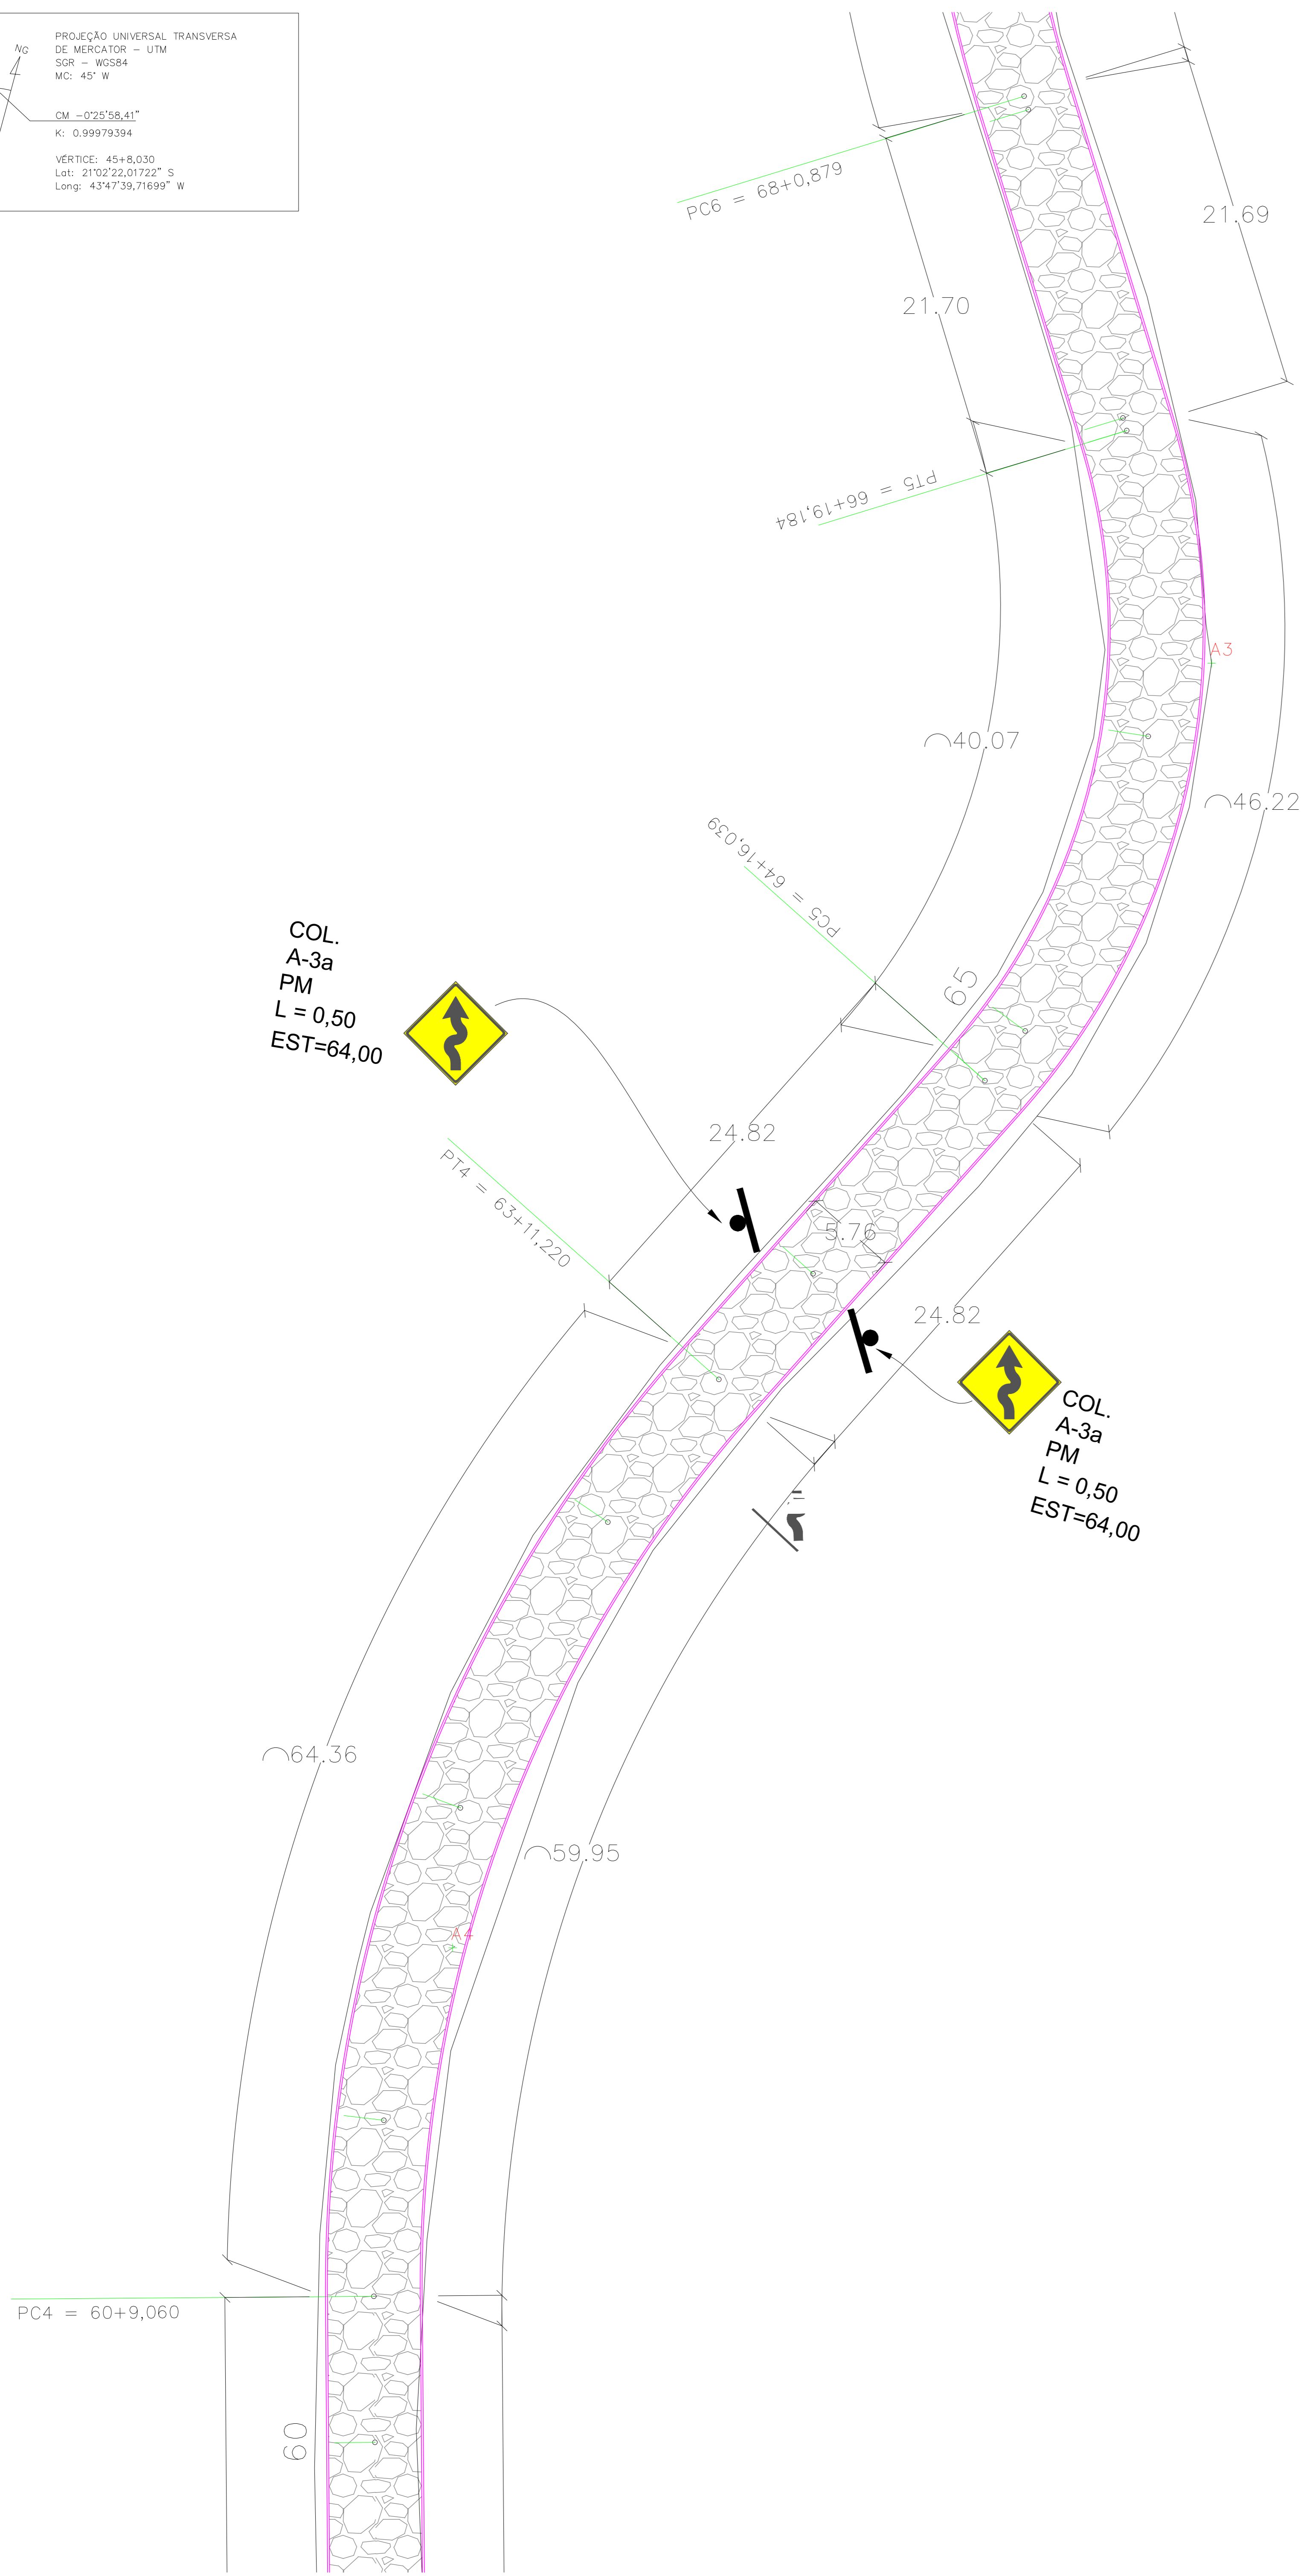 NG
PROJEÇÃO UNIVERSAL TRANSVERSA
DE MERCATOR – UTM
SGR – WGS84
MC: 45° W
CM -0°25'58,41"
K: 0.99979394
VÉRTICE: 45+8,030
Lat: 21°02'22,01722" S
Long: 43°47'39,71699" W
PC6 = 68+0,879
21.69
21.70
PT5 = 66+19,184
A3
40.07
46.22
PC5 = 64+16,039
65
COL.
A-3a
PM
L = 0,50
EST=64,00
24.82
PT4 = 63+11,220
5.76
24.82
COL.
A-3a
PM
L = 0,50
EST=64,00
64.36
59.95
A4
PC4 = 60+9,060
60